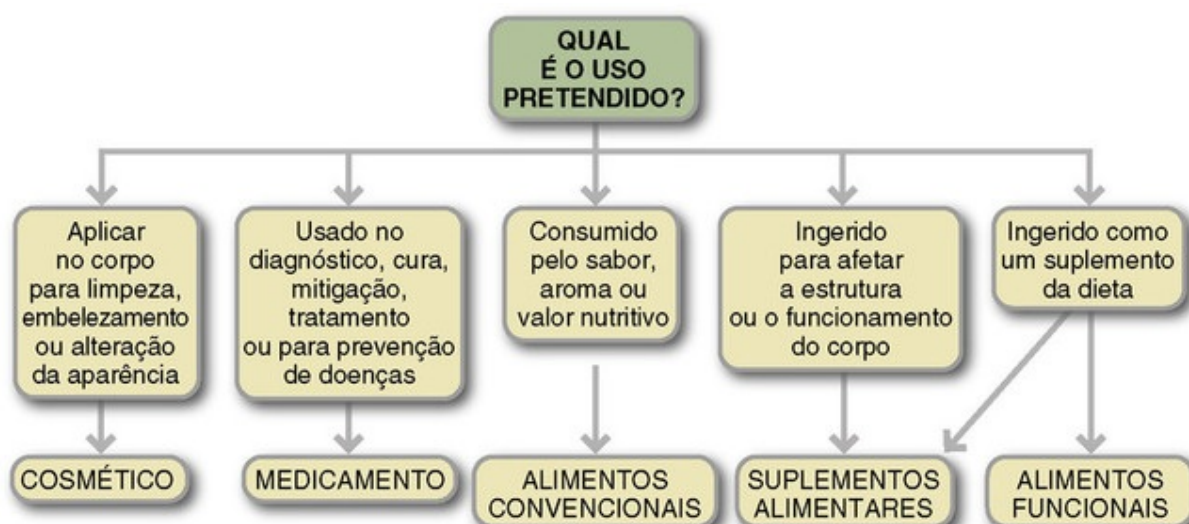 QUAL
É O USO
PRETENDIDO?
Aplicar
no corpo
para limpeza,
embelezamento
ou alteração
da aparência
Usado no
diagnóstico, cura,
mitigação,
tratamento
ou para prevenção
de doenças
Consumido
pelo sabor,
aroma ou
valor nutritivo
Ingerido
para afetar
a estrutura
ou o funcionamento
do corpo
Ingerido como
um suplemento
da dieta
COSMÉTICO
MEDICAMENTO
ALIMENTOS
CONVENCIONAIS
SUPLEMENTOS
ALIMENTARES
ALIMENTOS
FUNCIONAIS